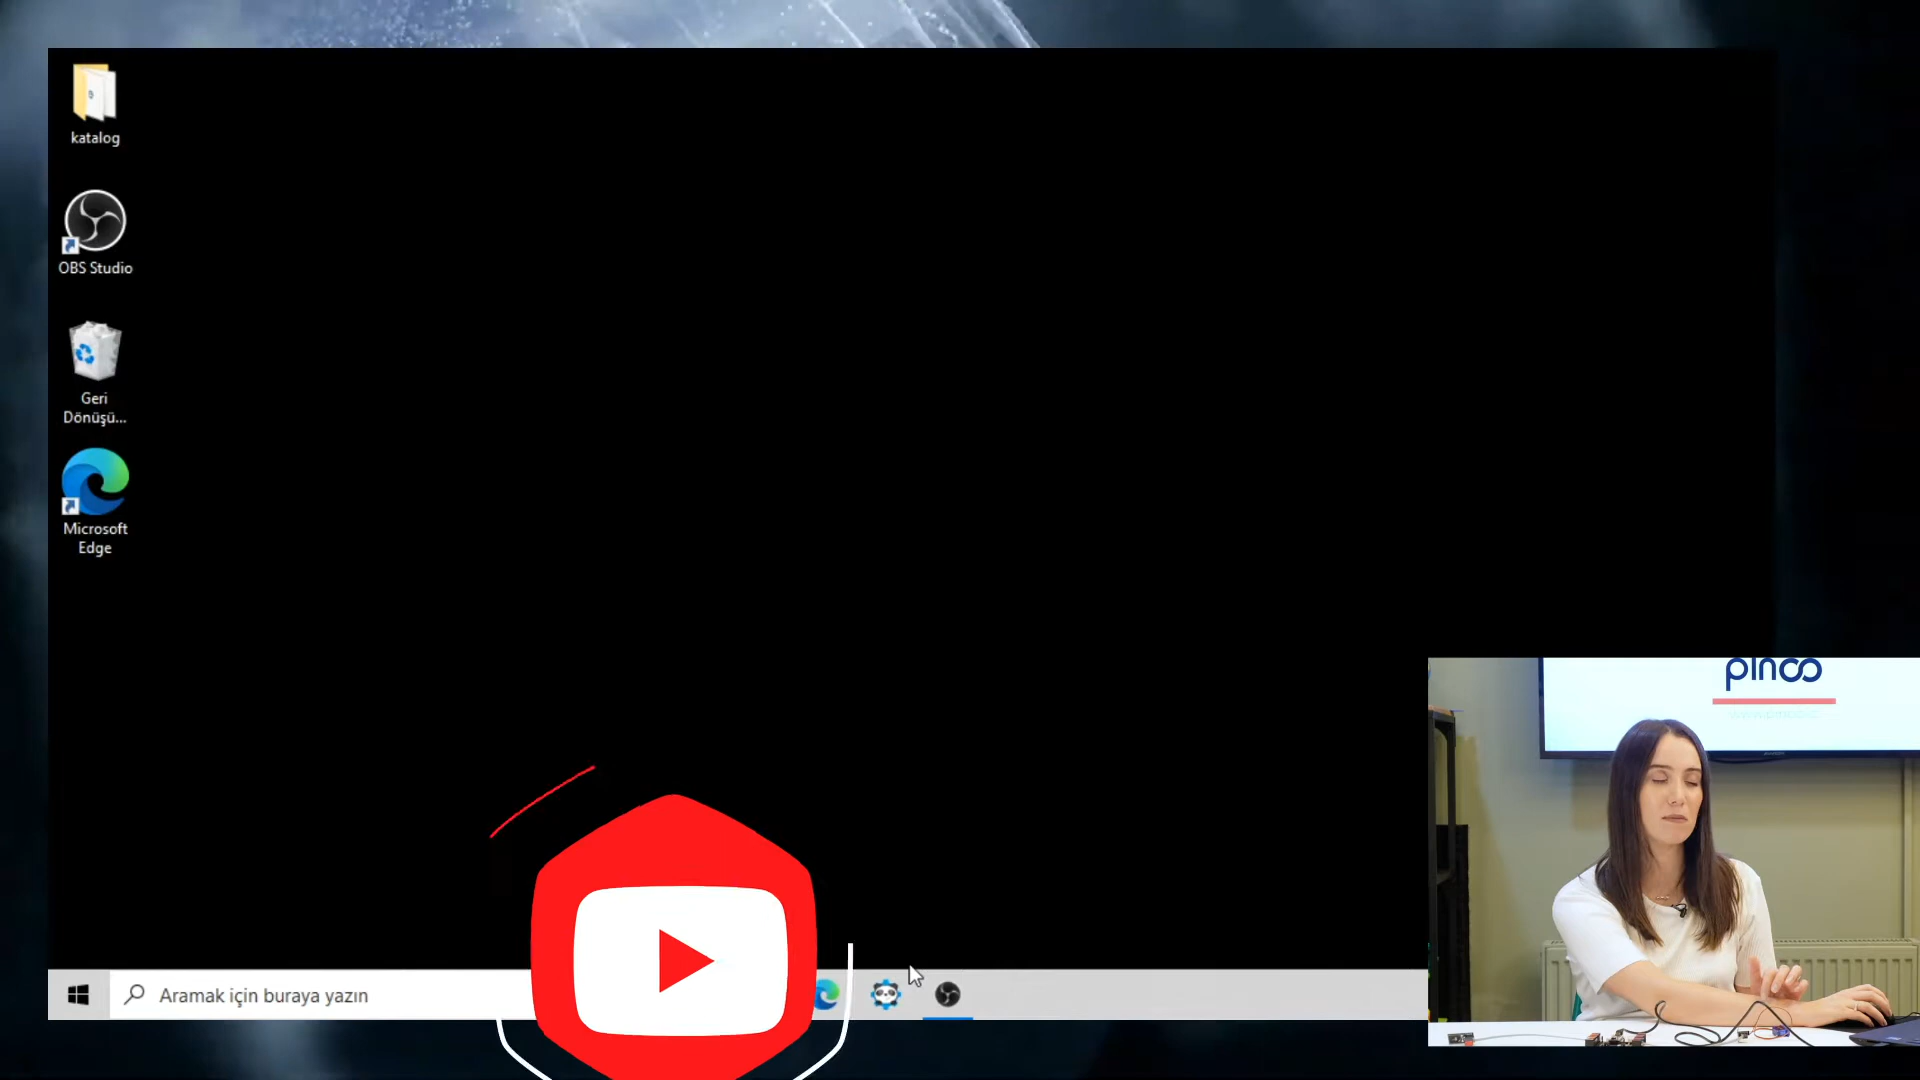 katalog
OBS Studio
Geri
Dönüşü...
Microsoft
Edge
pinoo
Aramak için buraya yazın